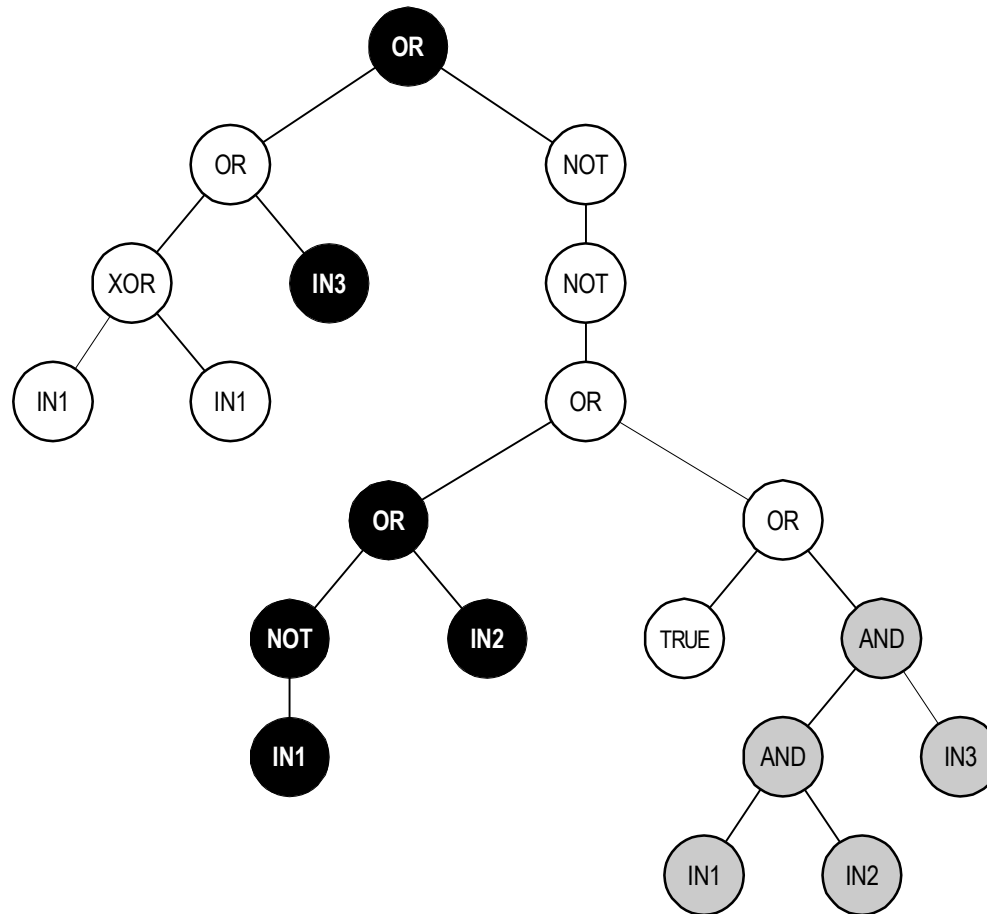 OR
OR
NOT
XOR
IN3
NOT
IN1
IN1
OR
OR
OR
NOT
IN2
TRUE
AND
IN1
AND
IN3
IN1
IN2